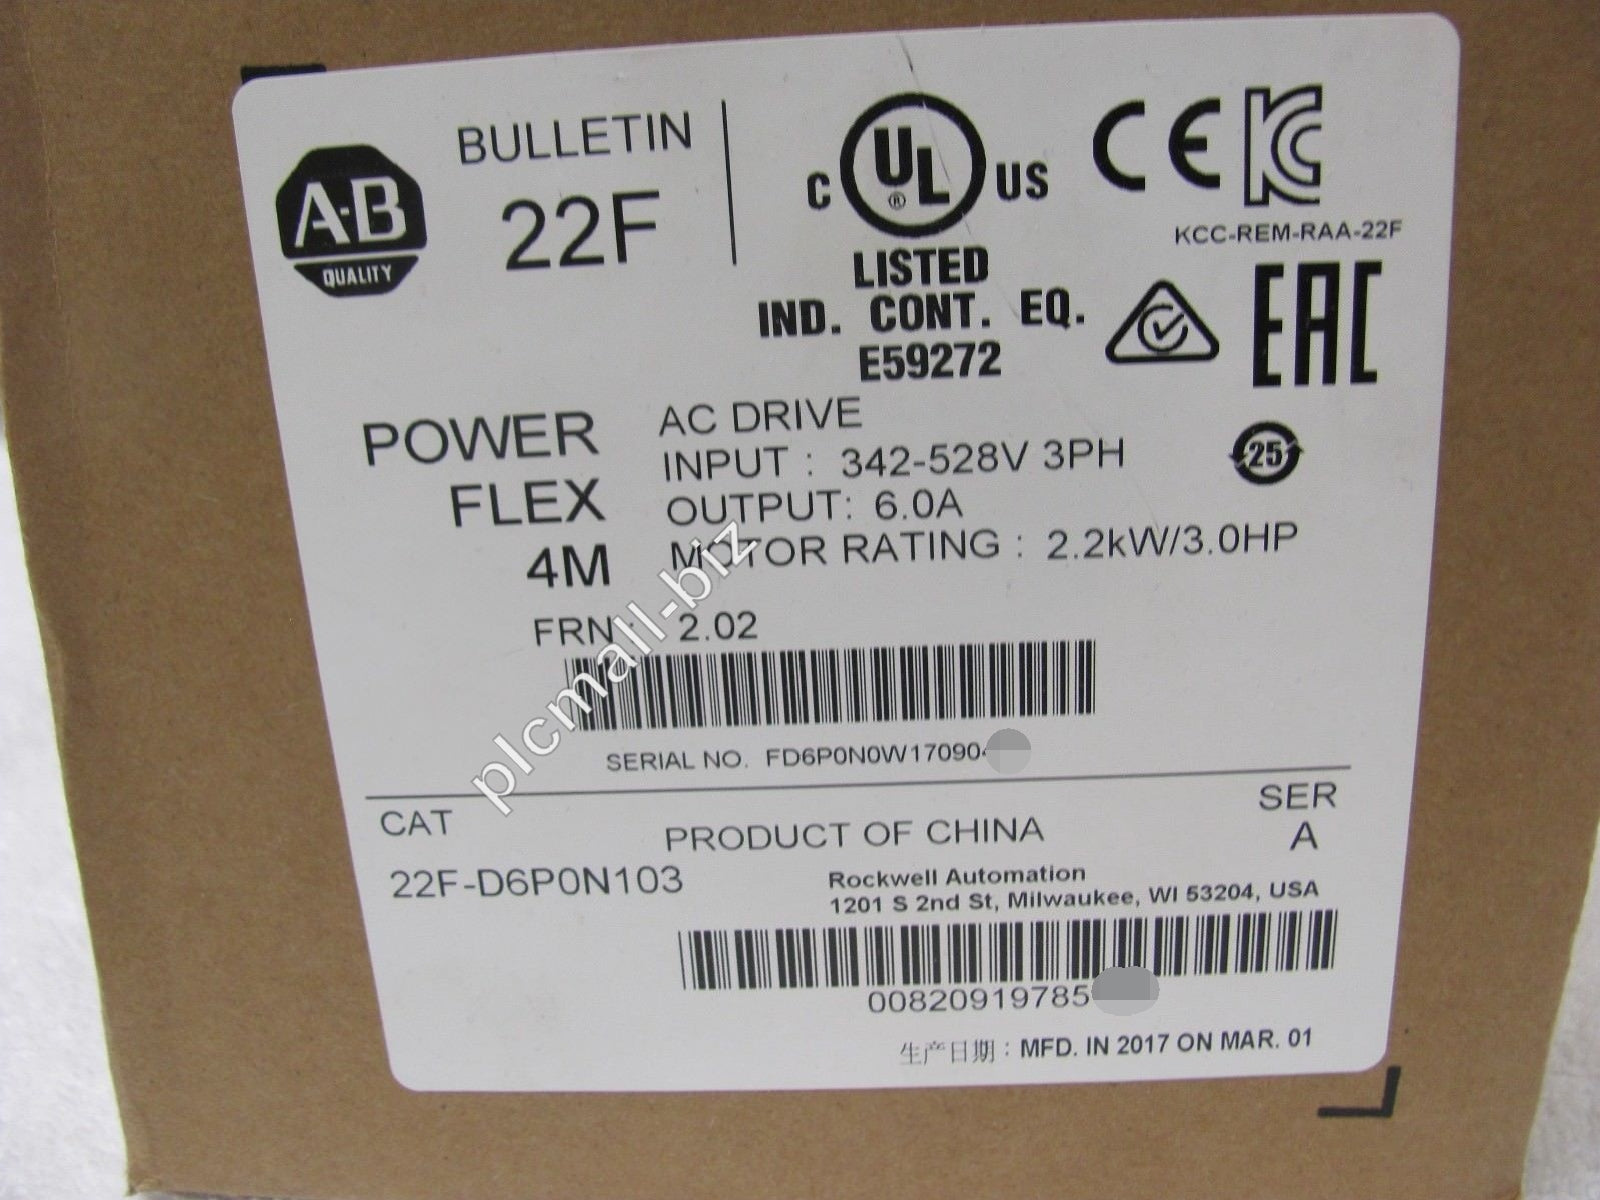 A-B
QUALITY
BULLETIN
22F
C UL US
®
LISTED
IND. CONT. EQ.
E59272
CE KC
KCC-REM-RAA-22F
EAC
25
POWER
FLEX
4M
AC DRIVE
INPUT : 342-528V 3PH
OUTPUT: 6.0A
MOTOR RATING : 2.2kW/3.0HP
FRN : 2.02
SERIAL NO. FD6P0N0W17090
plcmall-biz
CAT
22F-D6P0N103
PRODUCT OF CHINA
SER
A
Rockwell Automation
1201 S 2nd St, Milwaukee, WI 53204, USA
00820919785
生产日期 : MFD. IN 2017 ON MAR. 01